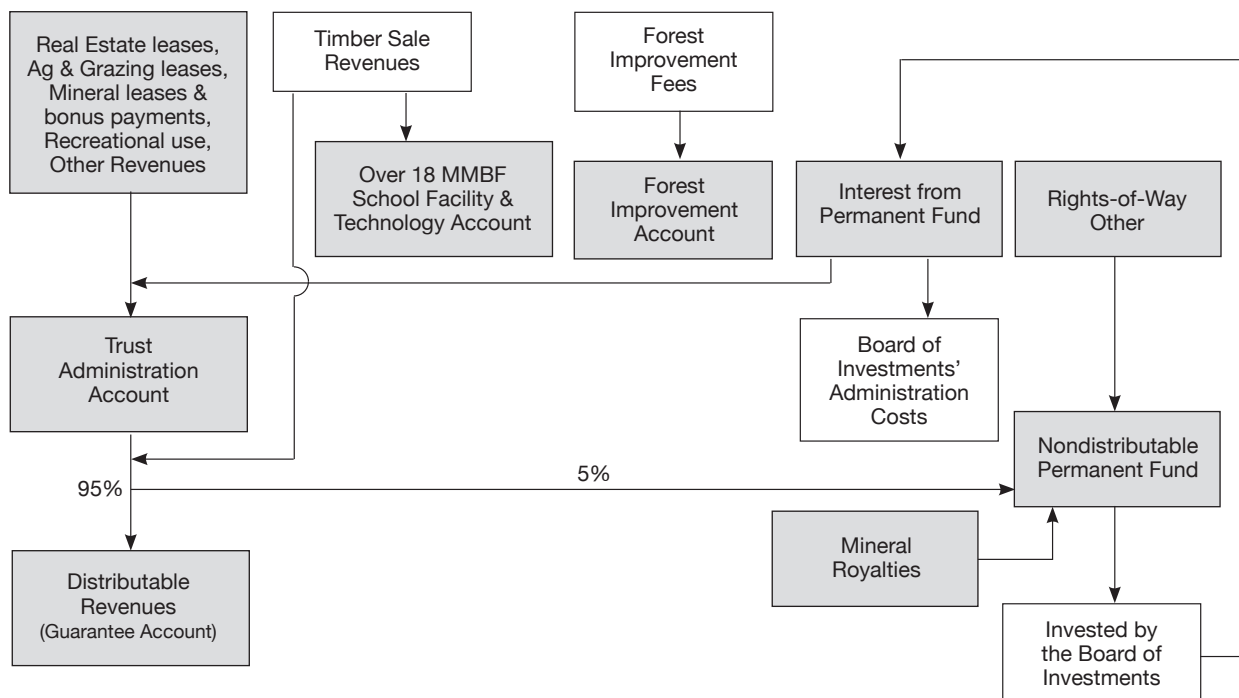 Real Estate leases,
Ag & Grazing leases,
Mineral leases &
bonus payments,
Recreational use,
Other Revenues
Timber Sale
Revenues
Forest
Improvement
Fees
Over 18 MMBF
School Facility &
Technology Account
Forest
Improvement
Account
Interest from
Permanent Fund
Rights-of-Way
Other
Trust
Administration
Account
Board of
Investments’
Administration
Costs
Nondistributable
Permanent Fund
95%
5%
Mineral
Royalties
Distributable
Revenues
(Guarantee Account)
Invested by
the Board of
Investments